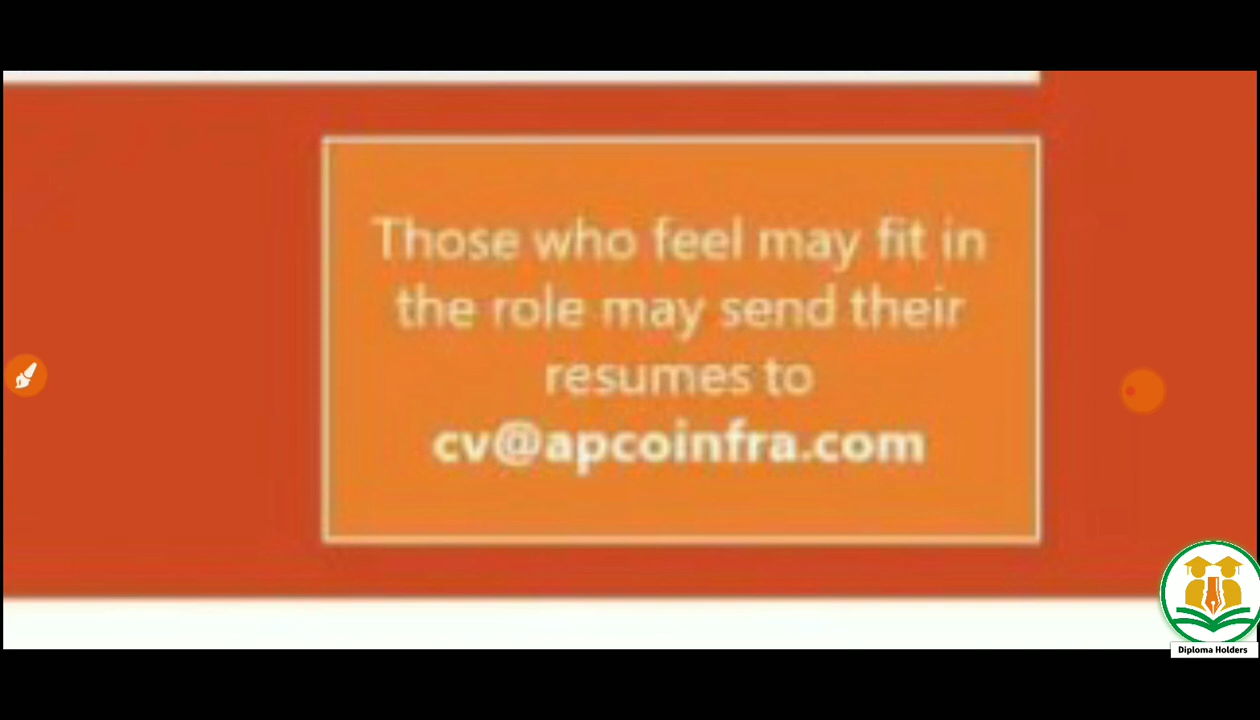 Those who feel may fit in
the role may send their
resumes to
cv@apcoinfra.com
Diploma Holders